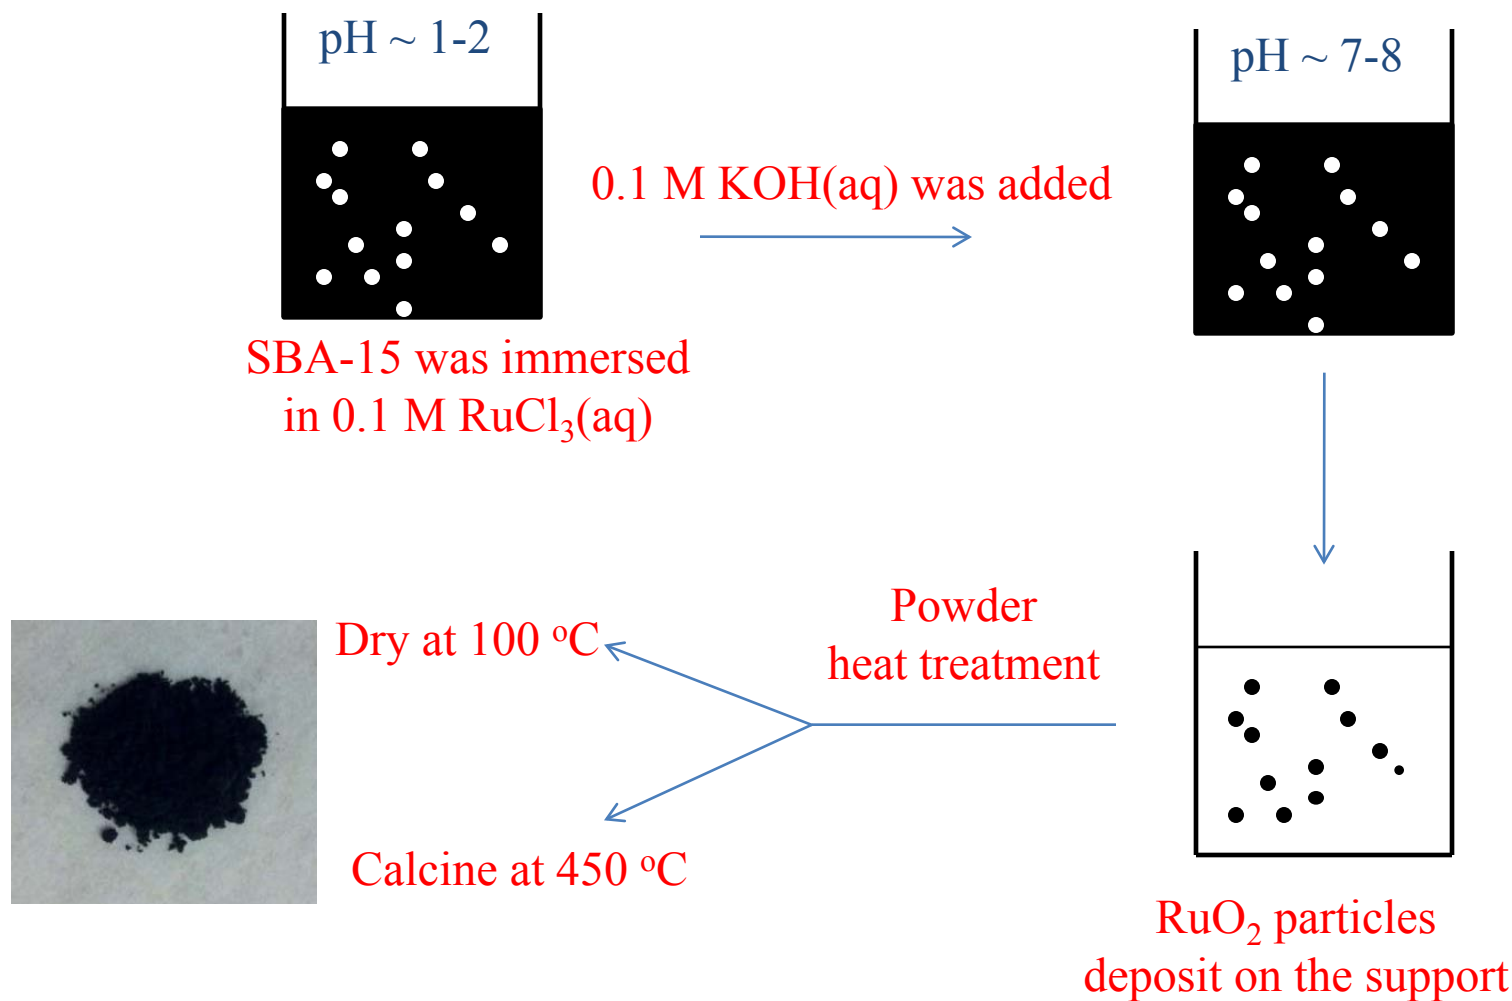 pH ~ 1-2
pH ~ 7-8
0.1 M KOH(aq) was added
SBA-15 was immersed
in 0.1 M RuCl₃(aq)
Powder
heat treatment
Dry at 100 ᵒC
Calcine at 450 ᵒC
RuO₂ particles
deposit on the support